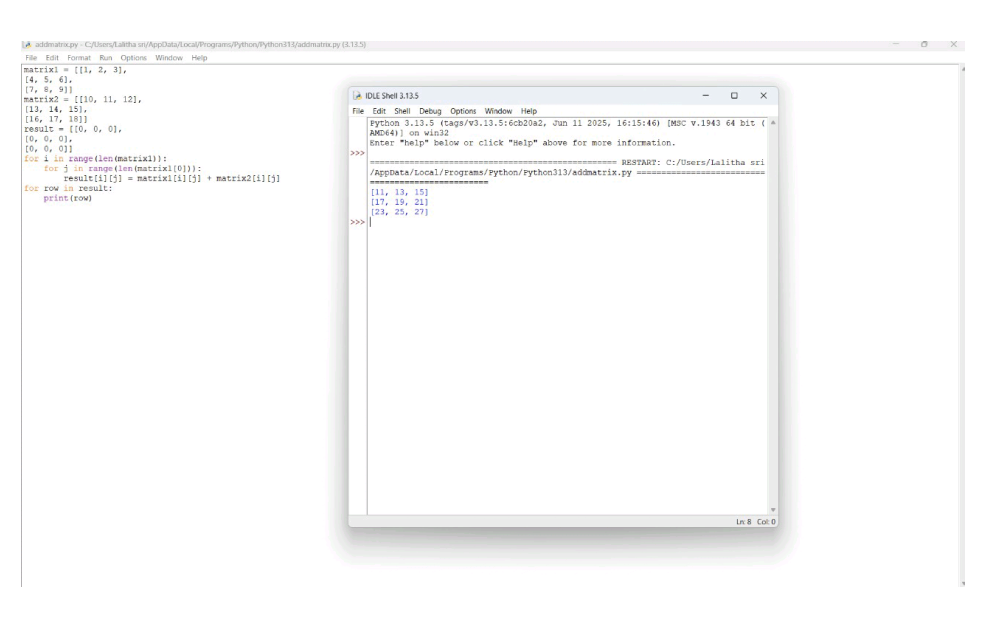 addmatrix.py - C:/Users/Lalitha sri/AppData/Local/Programs/Python/Python313/addmatrix.py (3.13.5)
File Edit Format Run Options Window Help
matrix1 = [[1, 2, 3],
[4, 5, 6],
[7, 8, 9]]
matrix2 = [[10, 11, 12],
[13, 14, 15],
[16, 17, 18]]
result = [[0, 0, 0],
[0, 0, 0],
[0, 0, 0]]
for i in range(len(matrix1)):
    for j in range(len(matrix1[0])):
        result[i][j] = matrix1[i][j] + matrix2[i][j]
for row in result:
    print(row)
IDLE Shell 3.13.5
File Edit Shell Debug Options Window Help
Python 3.13.5 (tags/v3.13.5:6cb20a2, Jun 11 2025, 16:15:46) [MSC v.1943 64 bit (
AMD64)] on win32
Enter "help" below or click "Help" above for more information.
>>>
================================================== RESTART: C:/Users/Lalitha sri
/AppData/Local/Programs/Python/Python313/addmatrix.py ==========================
========================
[11, 13, 15]
[17, 19, 21]
[23, 25, 27]
>>>
Ln: 8 Col: 0